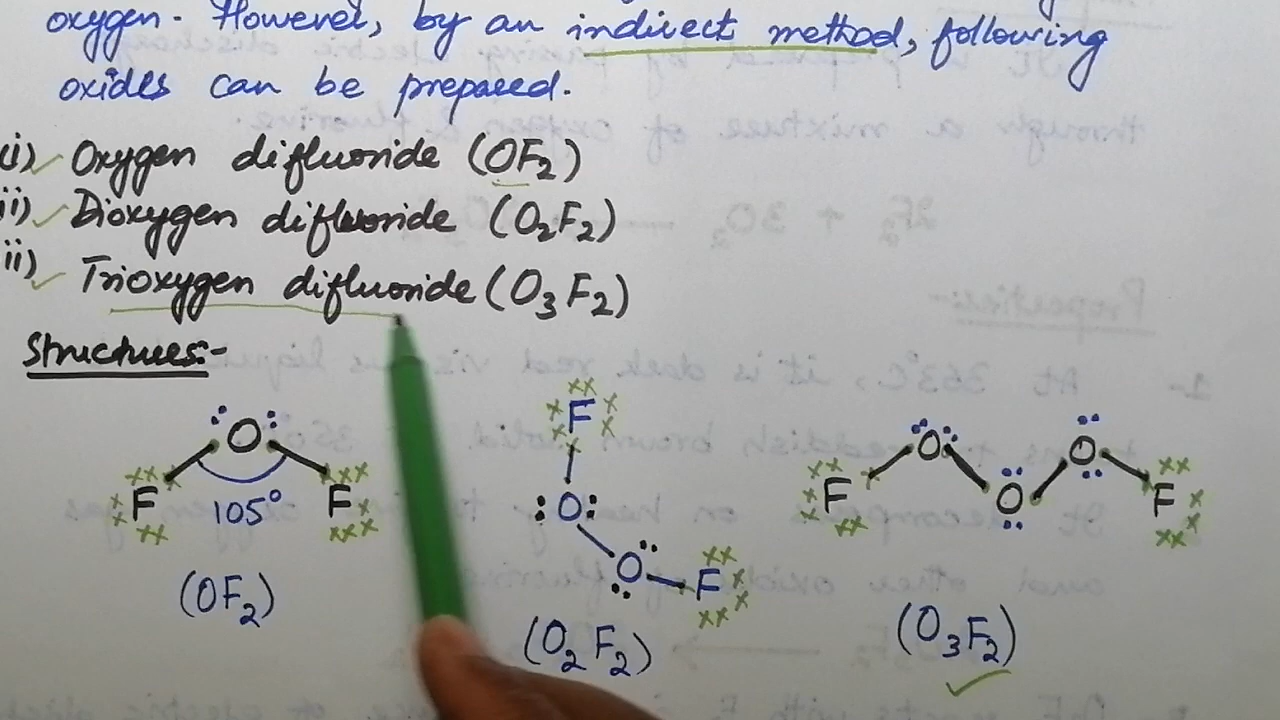 oxygen. However, by an indirect method, following
oxides can be prepared.
(i) Oxygen difluoride (OF₂)
ii) Dioxygen difluoride (O₂F₂)
ii) Trioxygen difluoride (O₃F₂)
Structures:-
O F F 105°
F O O F
F O O O F
(OF₂) (O₂F₂) (O₃F₂)